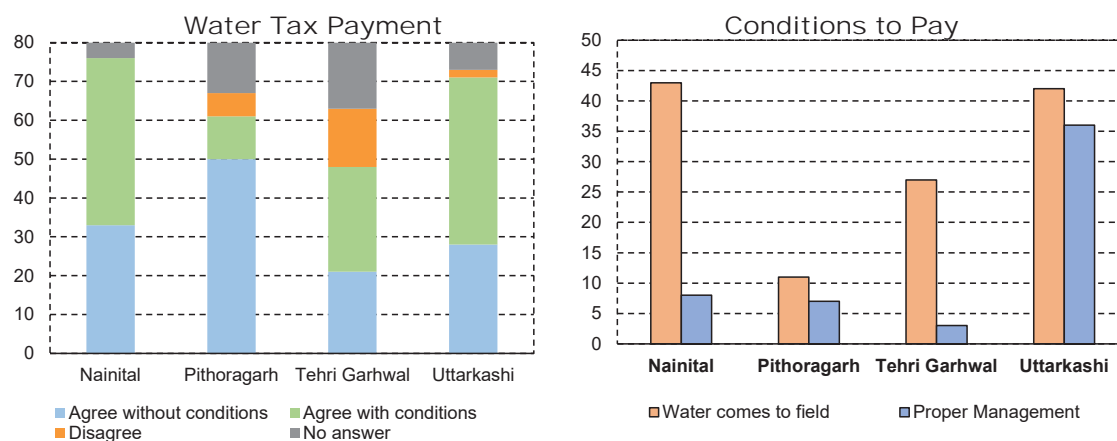 Water Tax Payment
80
70
60
50
40
30
20
10
0
Nainital Pithoragarh Tehri Garhwal Uttarkashi
Agree without conditions Agree with conditions
Disagree No answer
Conditions to Pay
50
45
40
35
30
25
20
15
10
5
0
Nainital Pithoragarh Tehri Garhwal Uttarkashi
Water comes to field Proper Management